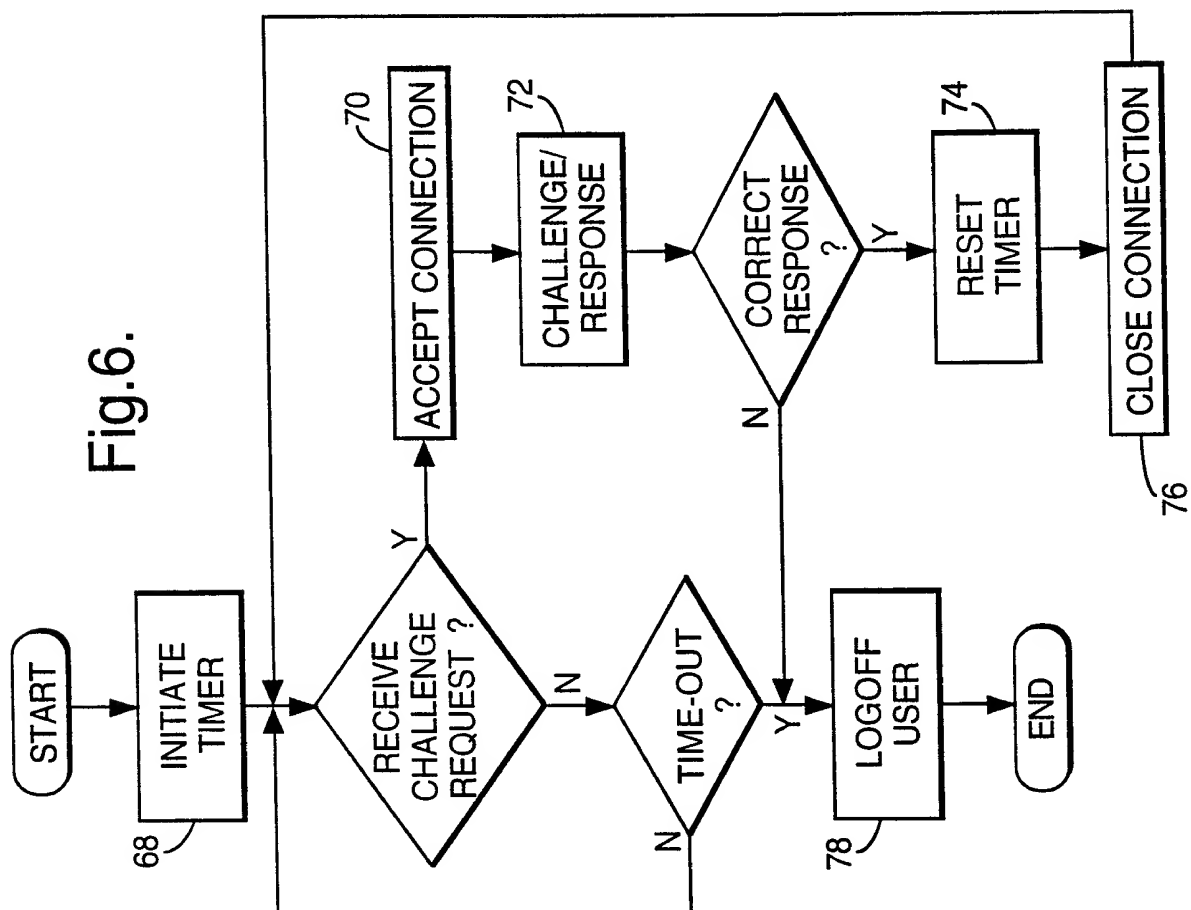 Fig.6.
START
INITIATE
TIMER
68
RECEIVE
CHALLENGE
REQUEST ?
Y
N
ACCEPT CONNECTION
70
CHALLENGE/
RESPONSE
72
CORRECT
RESPONSE
?
N
Y
RESET
TIMER
74
CLOSE CONNECTION
76
TIME-OUT
?
N
Y
LOGOFF
USER
78
END